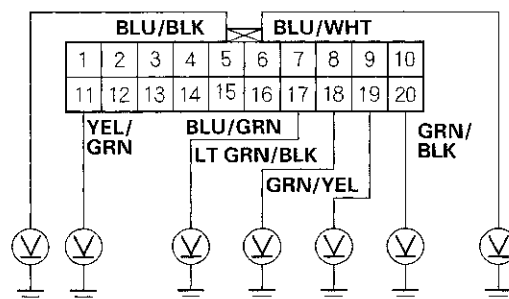 BLU/BLK BLU/WHT
1 2 3 4 5 6 7 8 9 10
11 12 13 14 15 16 17 18 19 20
YEL/
GRN
BLU/GRN
LT GRN/BLK
GRN/YEL
GRN/
BLK
V V V V V V